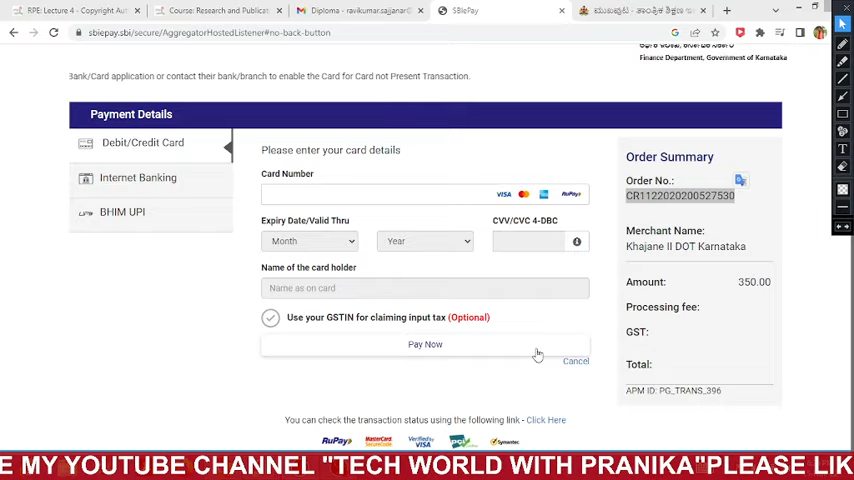 RPE: Lecture 4 - Copyright Aut
Course: Research and Publicati
Diploma - ravikumar.sajjanar@
SBIePay
ಮುಖಪುಟ - ತಾಂತ್ರಿಕ ಶಿಕ್ಷಣ
sbiepay.sbi/secure/AggregatorHostedListener#no-back-button
Finance Department, Government of Karnataka
Bank/Card application or contact their bank/branch to enable the Card for Card not Present Transaction.
Payment Details
Debit/Credit Card
Internet Banking
BHIM UPI
Please enter your card details
Card Number
VISA
RuPay
Expiry Date/Valid Thru
CVV/CVC 4-DBC
Month
Year
Name of the card holder
Name as on card
Use your GSTIN for claiming input tax (Optional)
Pay Now
Cancel
Order Summary
Order No.:
CR1122020200527530
Merchant Name:
Khajane II DOT Karnataka
Amount: 350.00
Processing fee:
GST:
Total:
APM ID: PG_TRANS_396
You can check the transaction status using the following link - Click Here
RuPay MasterCard SecureCode Verified by VISA Symantec
E MY YOUTUBE CHANNEL "TECH WORLD WITH PRANIKA"PLEASE LIK